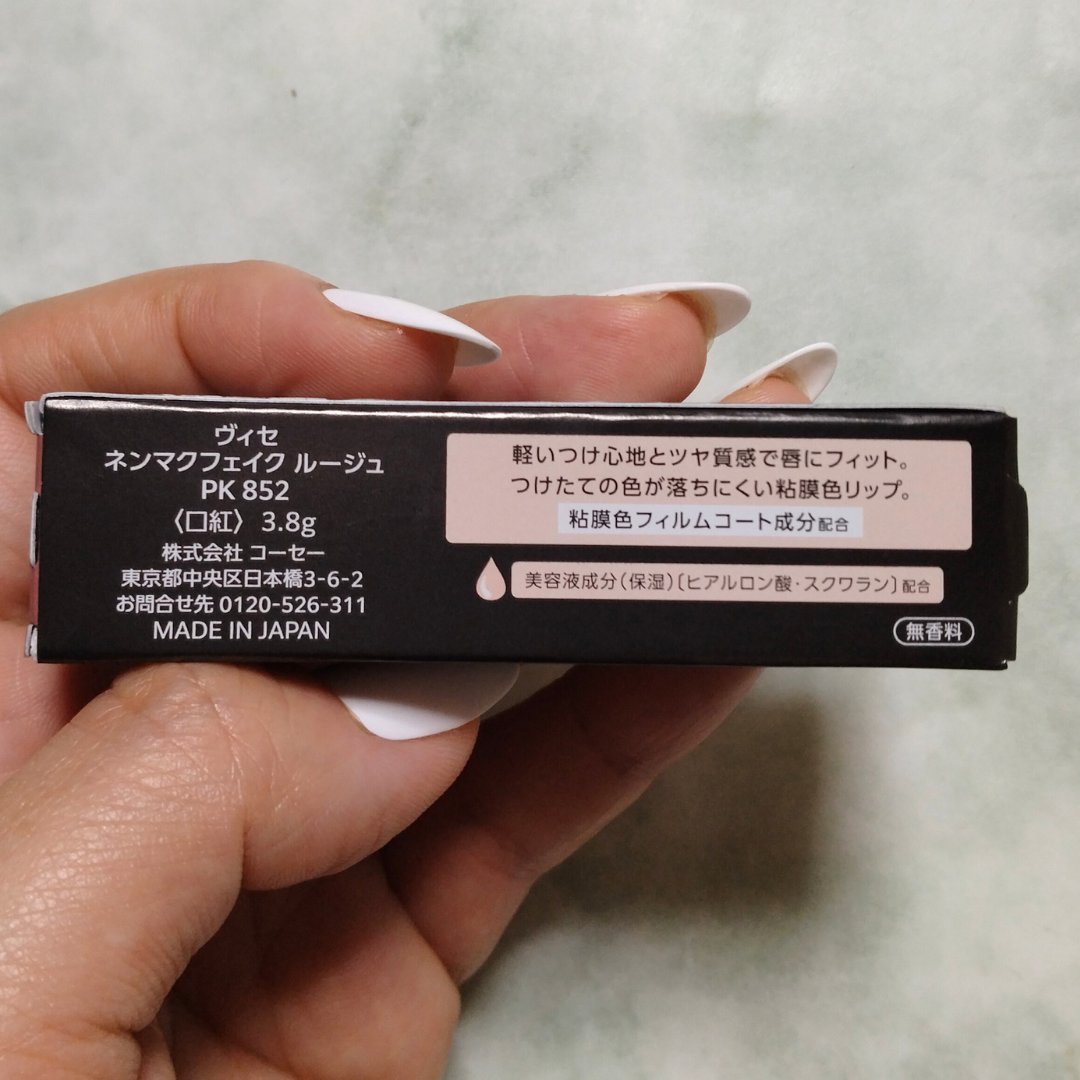 ヴィセ
ネンマクフェイク ルージュ
PK 852
〈口紅〉 3.8g
株式会社 コーセー
東京都中央区日本橋3-6-2
お問合せ先 0120-526-311
MADE IN JAPAN
軽いつけ心地とツヤ質感で唇にフィット。
つけたての色が落ちにくい粘膜色リップ。
粘膜色フィルムコート成分配合
美容液成分(保湿)〔ヒアルロン酸・スクワラン〕配合
無香料